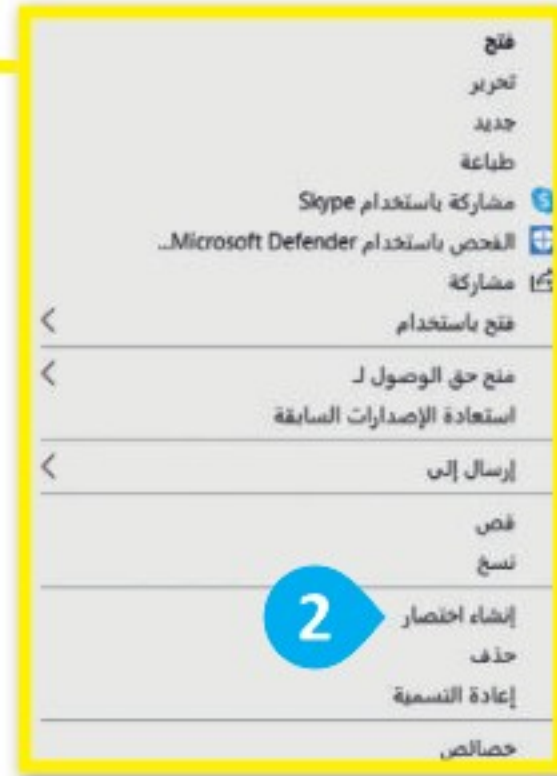 فتح
تحرير
جديد
طباعة
مشاركة باستخدام Skype
الفحص باستخدام Microsoft Defender...
مشاركة
فتح باستخدام
منح حق الوصول لـ
استعادة الإصدارات السابقة
إرسال إلى
قص
نسخ
2
إنشاء اختصار
حذف
إعادة التسمية
خصائص